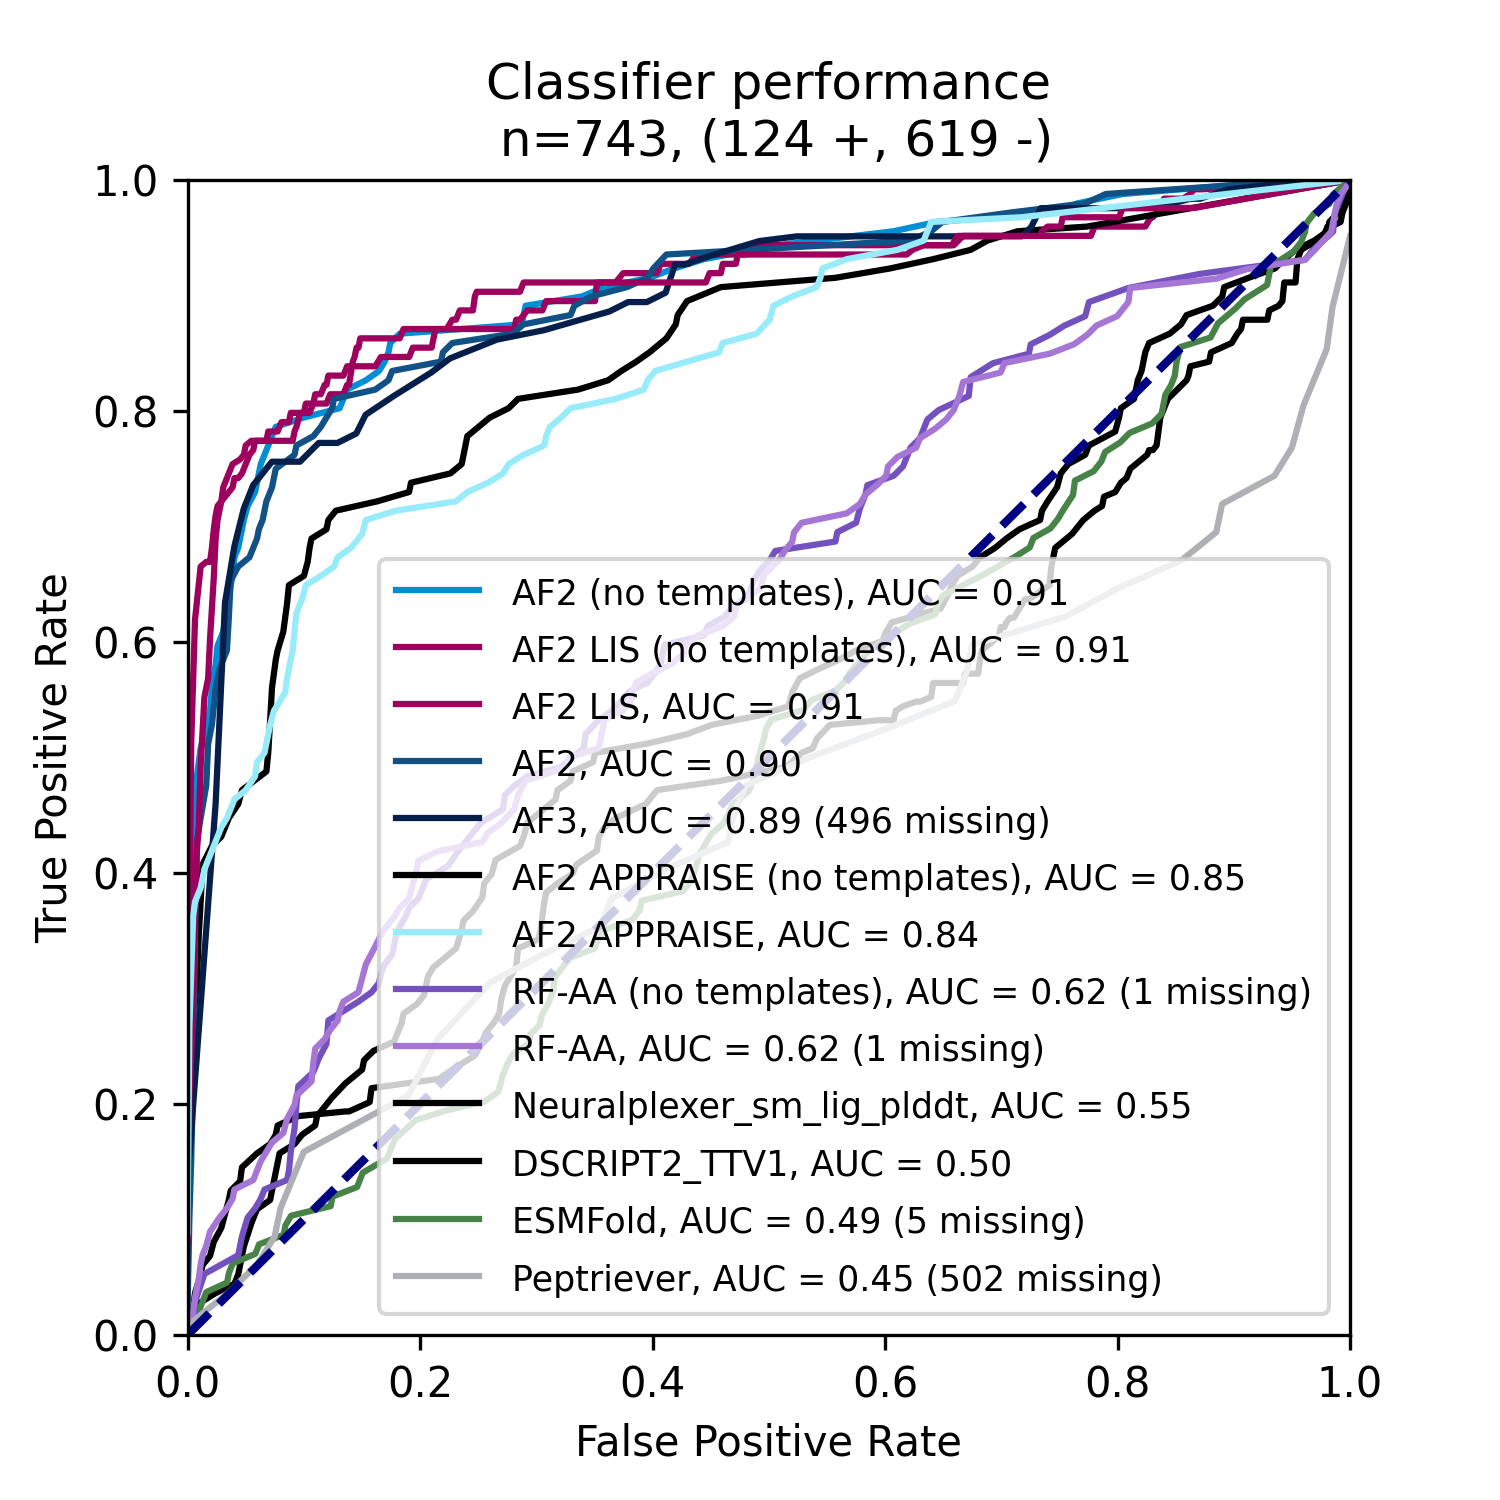 Classifier performance
n=743, (124 +, 619 -)
1.0
0.8
0.6
0.4
0.2
0.0
True Positive Rate
AF2 (no templates), AUC = 0.91
AF2 LIS (no templates), AUC = 0.91
AF2 LIS, AUC = 0.91
AF2, AUC = 0.90
AF3, AUC = 0.89 (496 missing)
AF2 APPRAISE (no templates), AUC = 0.85
AF2 APPRAISE, AUC = 0.84
RF-AA (no templates), AUC = 0.62 (1 missing)
RF-AA, AUC = 0.62 (1 missing)
Neuralplexer_sm_lig_plddt, AUC = 0.55
DSCRIPT2_TTV1, AUC = 0.50
ESMFold, AUC = 0.49 (5 missing)
Peptriever, AUC = 0.45 (502 missing)
0.0 0.2 0.4 0.6 0.8 1.0
False Positive Rate